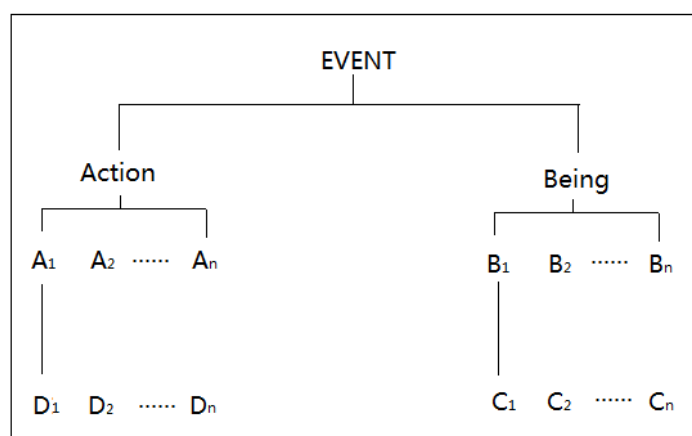 EVENT
Action Being
A1 A2 ...... An B1 B2 ...... Bn
D1 D2 ...... Dn C1 C2 ...... Cn